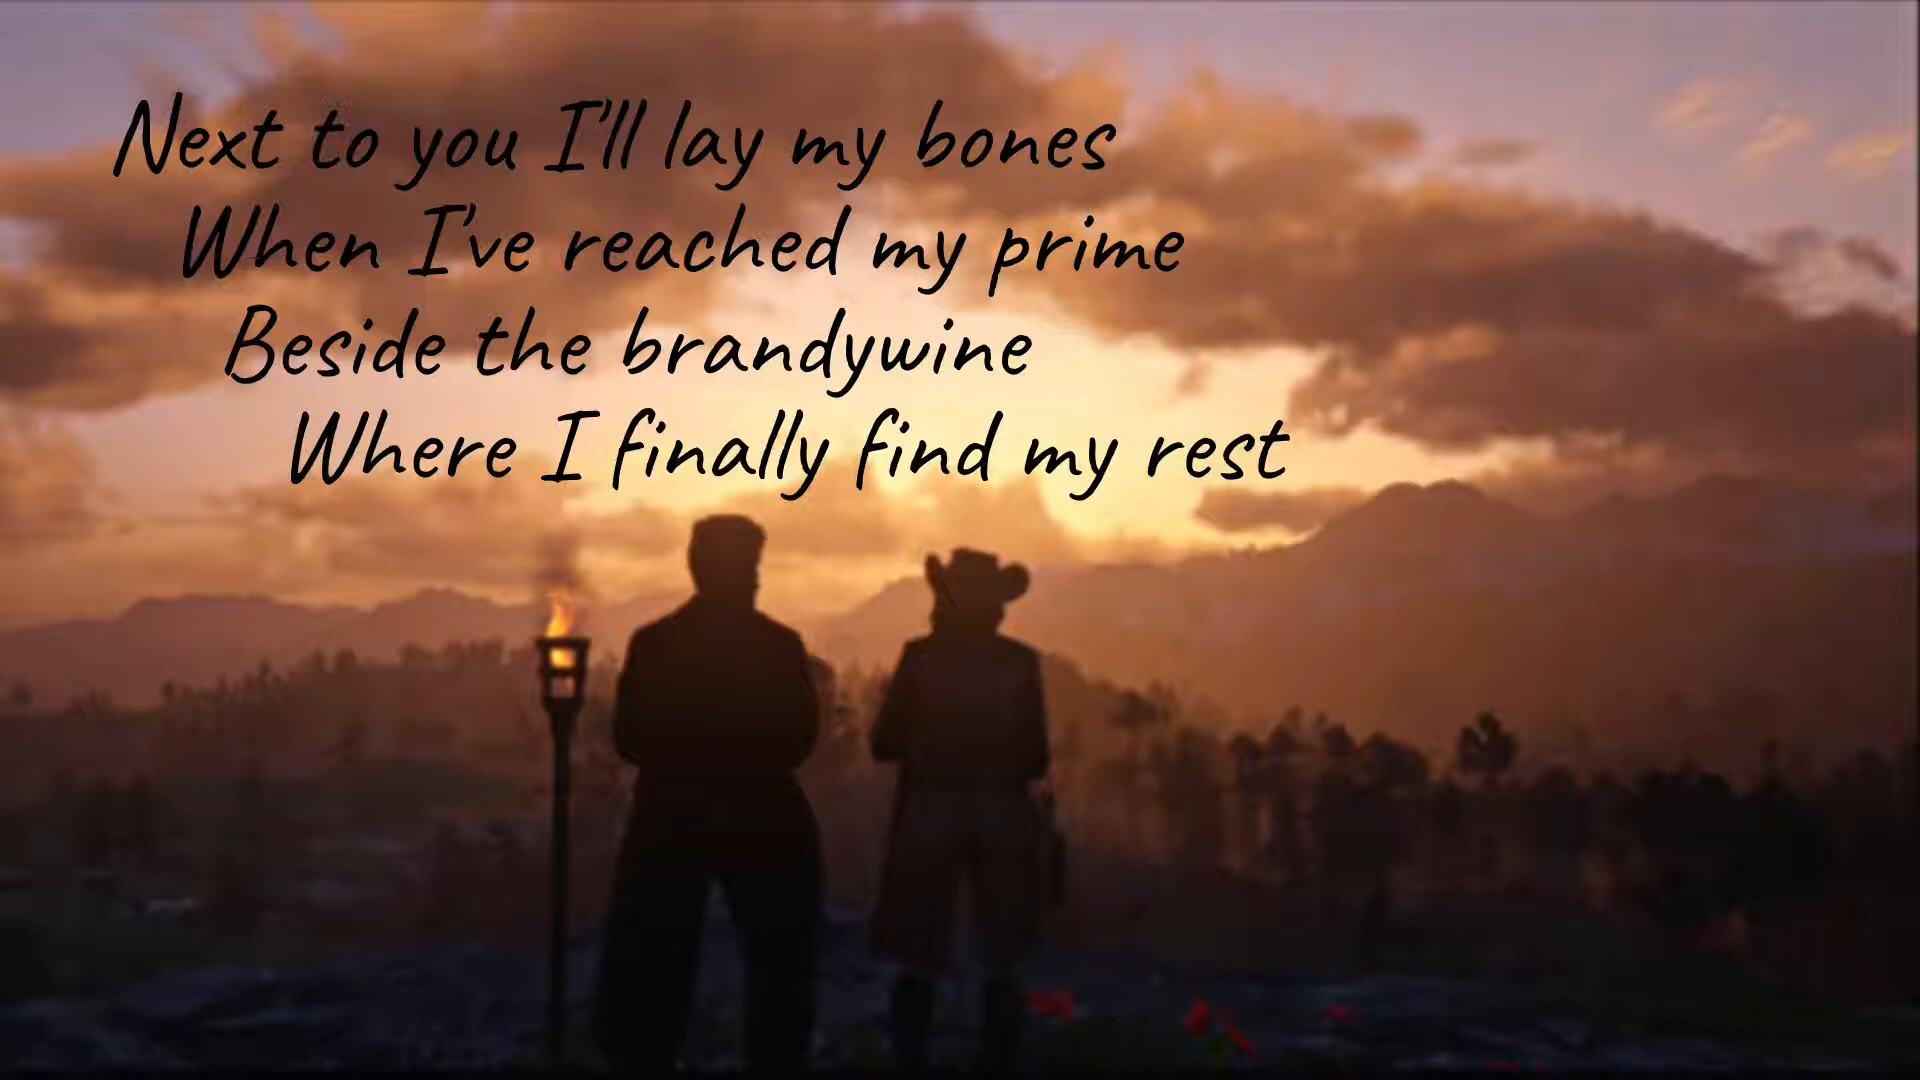 Next to you I'll lay my bones
When I've reached my prime
Beside the brandywine
Where I finally find my rest